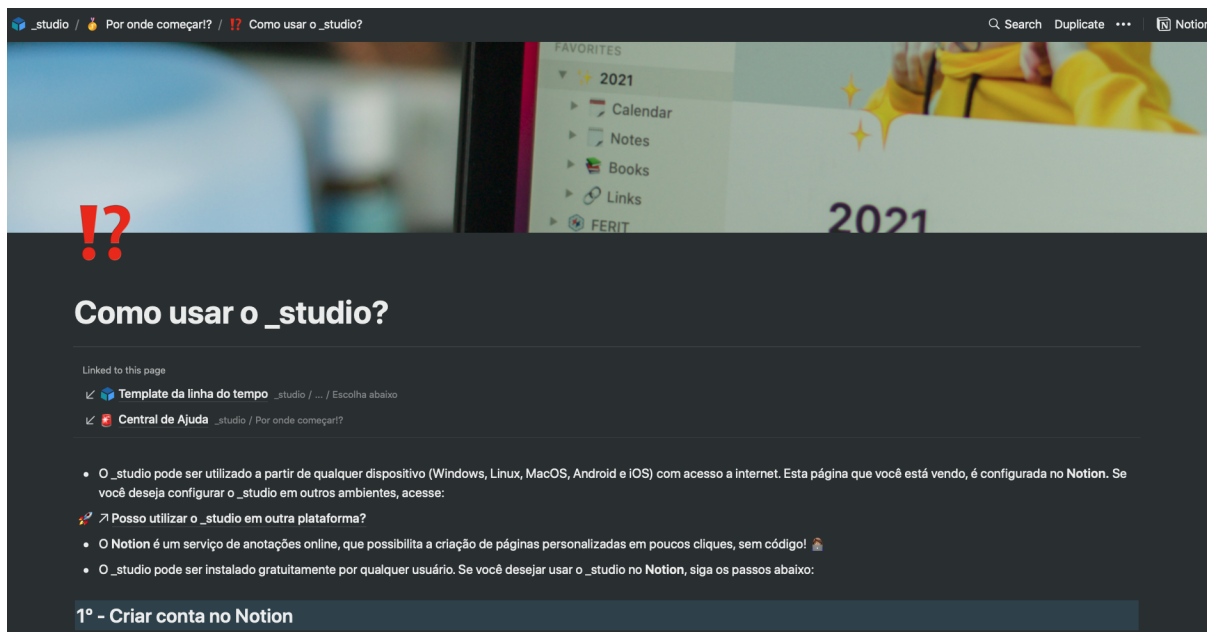 _studio / Por onde começar!? / Como usar o _studio?
Search Duplicate ••• Notion
FAVORITES
2021
Calendar
Notes
Books
Links
FERIT
2021
⁉
Como usar o _studio?
Linked to this page
Template da linha do tempo _studio / ... / Escolha abaixo
Central de Ajuda _studio / Por onde começar!?
• O _studio pode ser utilizado a partir de qualquer dispositivo (Windows, Linux, MacOS, Android e iOS) com acesso a internet. Esta página que você está vendo, é configurada no Notion. Se
você deseja configurar o _studio em outros ambientes, acesse:
Posso utilizar o _studio em outra plataforma?
• O Notion é um serviço de anotações online, que possibilita a criação de páginas personalizadas em poucos cliques, sem código!
• O _studio pode ser instalado gratuitamente por qualquer usuário. Se você desejar usar o _studio no Notion, siga os passos abaixo:
1° - Criar conta no Notion